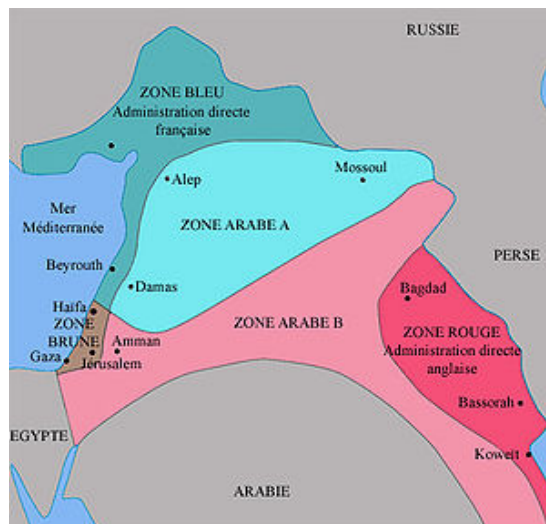 RUSSIE
ZONE BLEU
Administration directe
française
Alep
Mossoul
Mer
Méditerranée
ZONE ARABE A
PERSE
Beyrouth
Damas
Bagdad
Haïfa
ZONE
BRUNE
ZONE ARABE B
ZONE ROUGE
Administration directe
anglaise
Amman
Gaza
Jérusalem
Bassorah
EGYPTE
Koweit
ARABIE